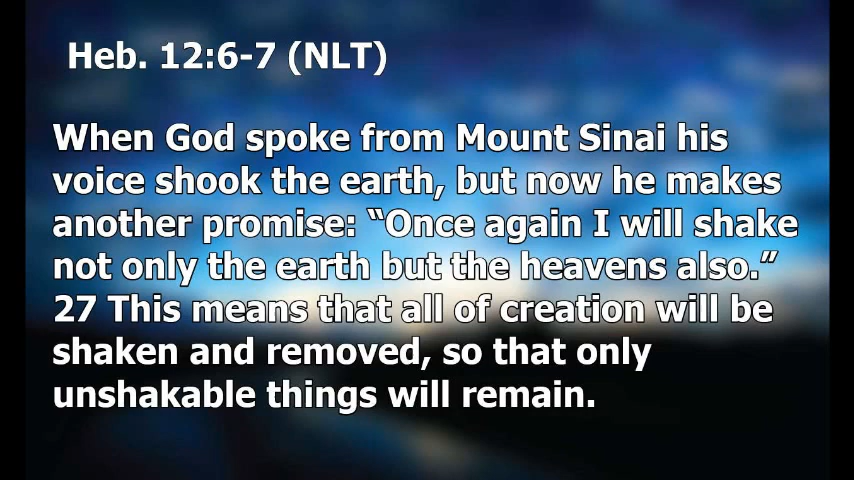 Heb. 12:6-7 (NLT)
When God spoke from Mount Sinai his
voice shook the earth, but now he makes
another promise: “Once again I will shake
not only the earth but the heavens also.”
27 This means that all of creation will be
shaken and removed, so that only
unshakable things will remain.